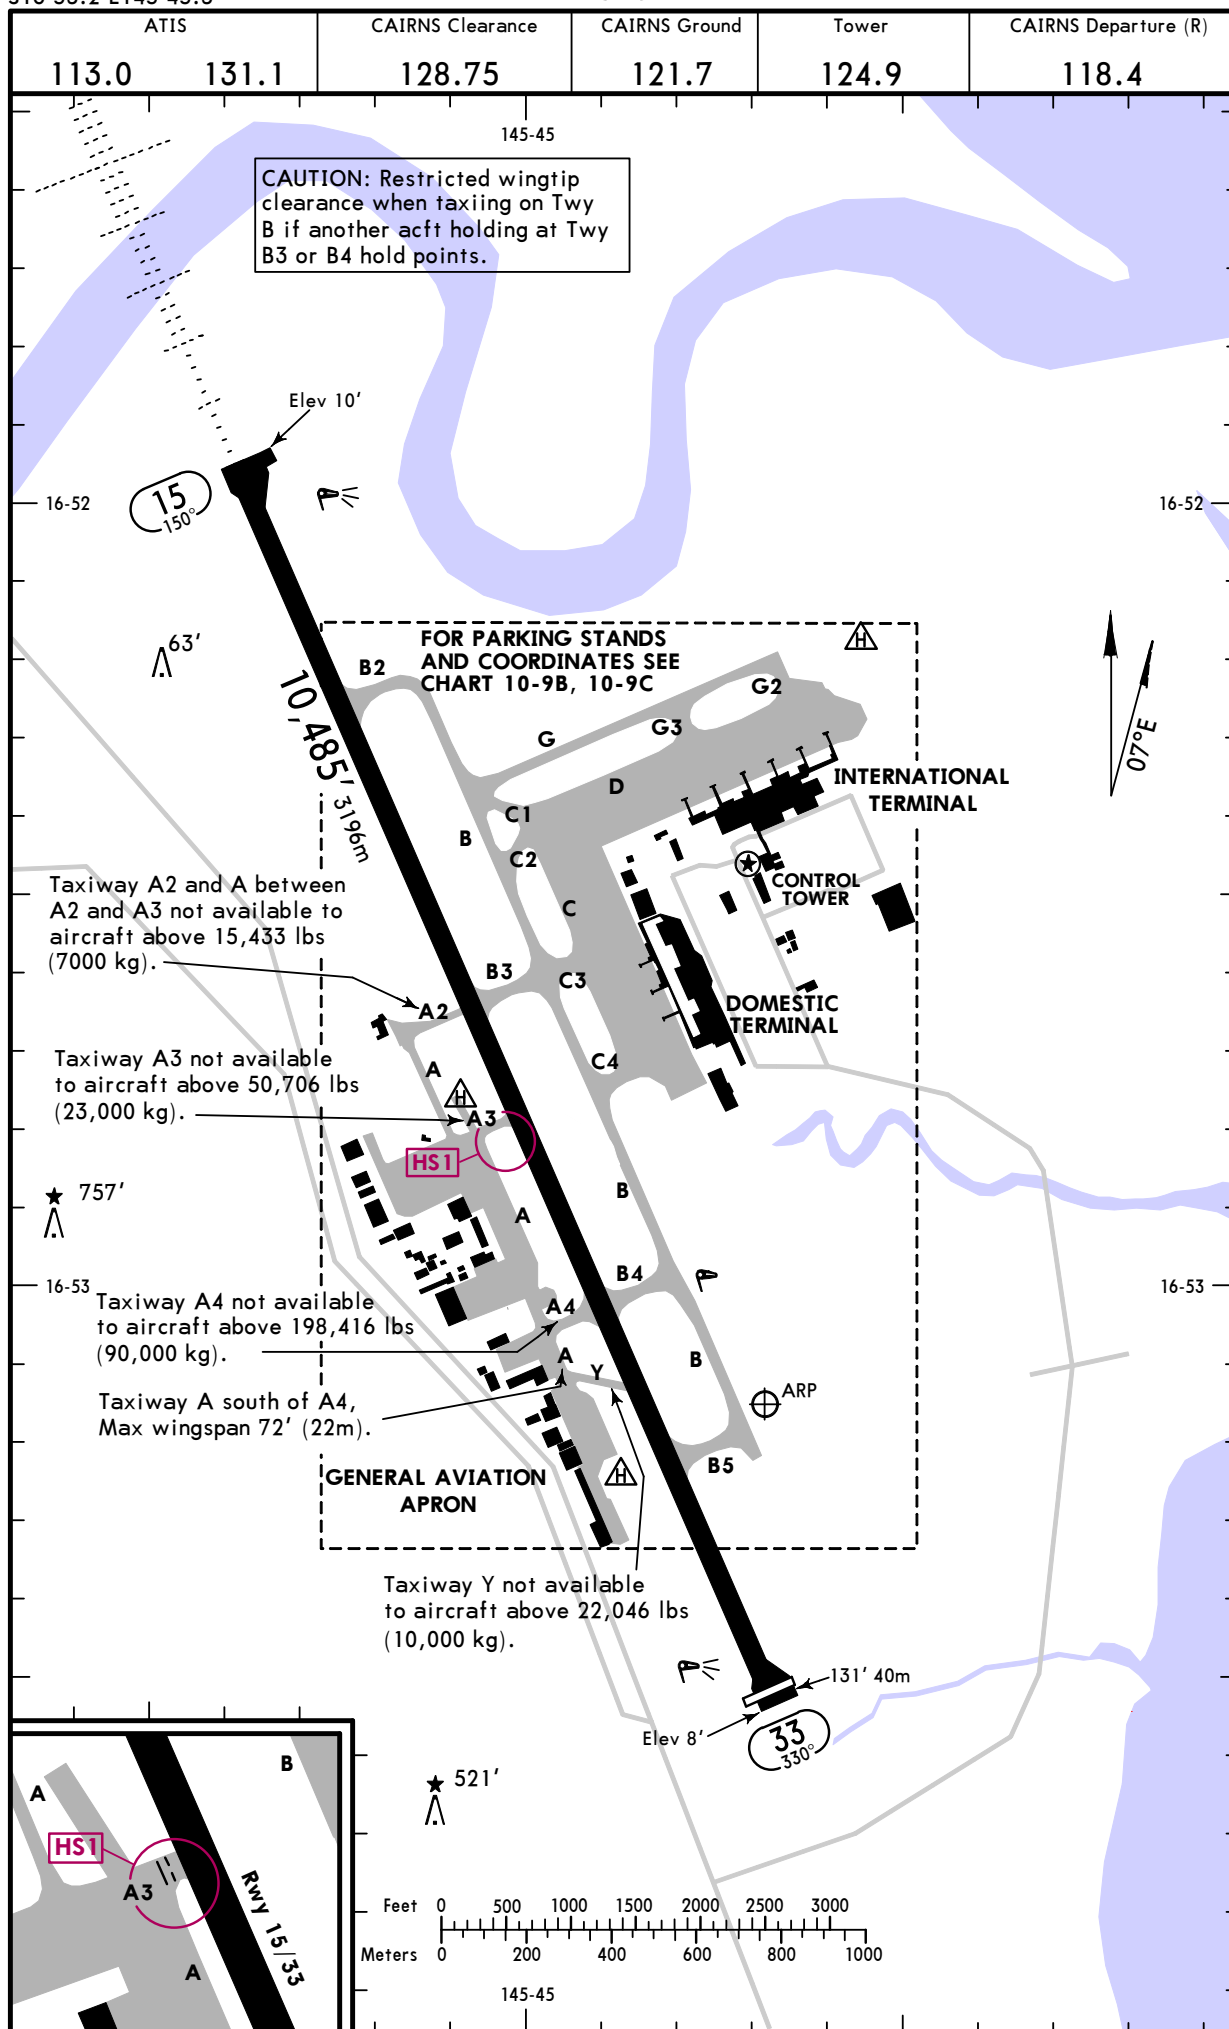 ATIS
113.0 131.1
CAIRNS Clearance
128.75
CAIRNS Ground
121.7
Tower
124.9
CAIRNS Departure (R)
118.4
145-45
CAUTION: Restricted wingtip
clearance when taxiing on Twy
B if another acft holding at Twy
B3 or B4 hold points.
Elev 10'
15
150°
16-52
16-52
63'
FOR PARKING STANDS
AND COORDINATES SEE
CHART 10-9B, 10-9C
H
B2
G2
G3
G
D
10,485' 3196m
07°E
INTERNATIONAL
TERMINAL
C1
B
C2
CONTROL
TOWER
C
Taxiway A2 and A between
A2 and A3 not available to
aircraft above 15,433 lbs
(7000 kg).
B3
C3
A2
DOMESTIC
TERMINAL
Taxiway A3 not available
to aircraft above 50,706 lbs
(23,000 kg).
A
C4
H
A3
HS1
757'
B
A
16-53
B4
16-53
Taxiway A4 not available
to aircraft above 198,416 lbs
(90,000 kg).
A4
A
B
Y
ARP
Taxiway A south of A4,
Max wingspan 72' (22m).
B5
H
GENERAL AVIATION
APRON
Taxiway Y not available
to aircraft above 22,046 lbs
(10,000 kg).
131' 40m
Elev 8'
33
330°
521'
B
A
HS1
A3
Rwy 15/33
A
Feet 0 500 1000 1500 2000 2500 3000
Meters 0 200 400 600 800 1000
145-45